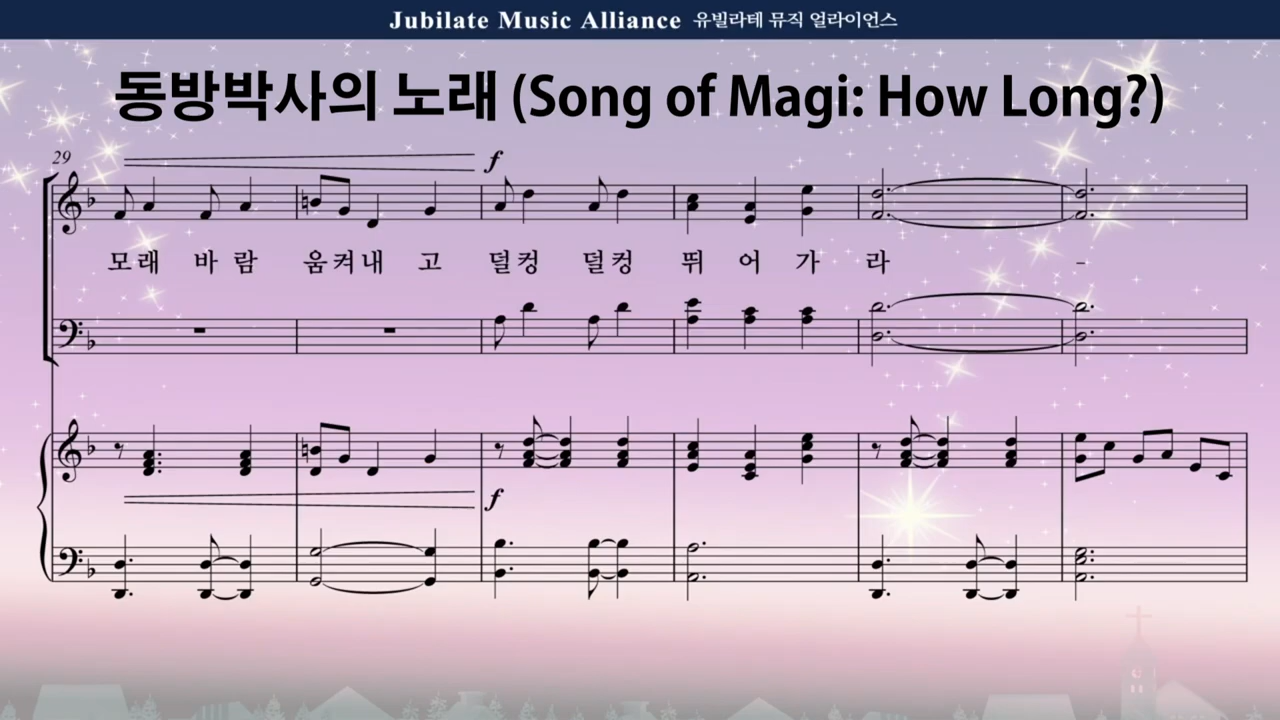 Jubilate Music Alliance 유빌라테 뮤직 얼라이언스
동방박사의 노래 (Song of Magi: How Long?)
29
f
모래 바람 움켜내 고 덜컹 덜컹 뛰 어 가 라 -
f